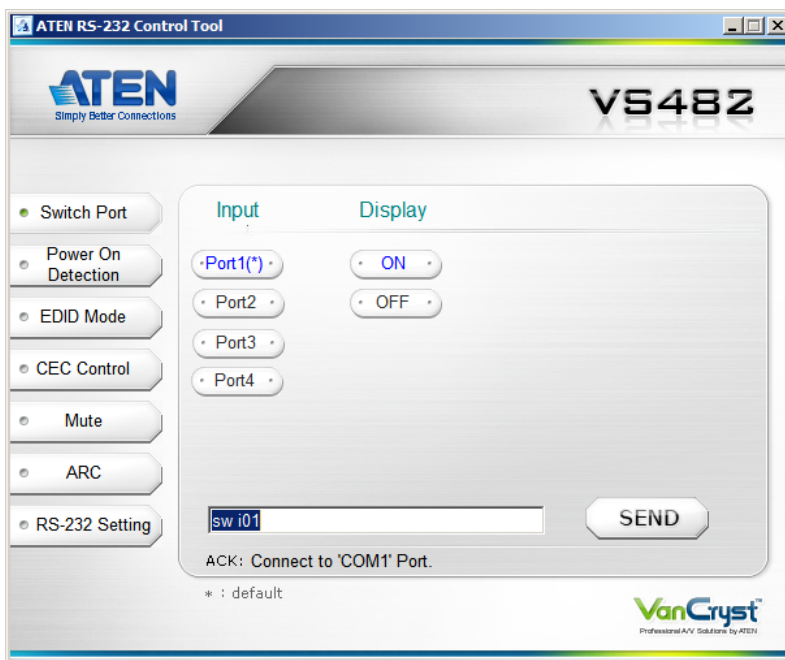 ATEN RS-232 Control Tool
ATEN
Simply Better Connections
VS482
Switch Port
Power On
Detection
EDID Mode
CEC Control
Mute
ARC
RS-232 Setting
Input Display
Port1(*) ON
Port2 OFF
Port3
Port4
sw i01
SEND
ACK: Connect to 'COM1' Port.
* : default
VanCryst™
Professional A/V Solutions by ATEN